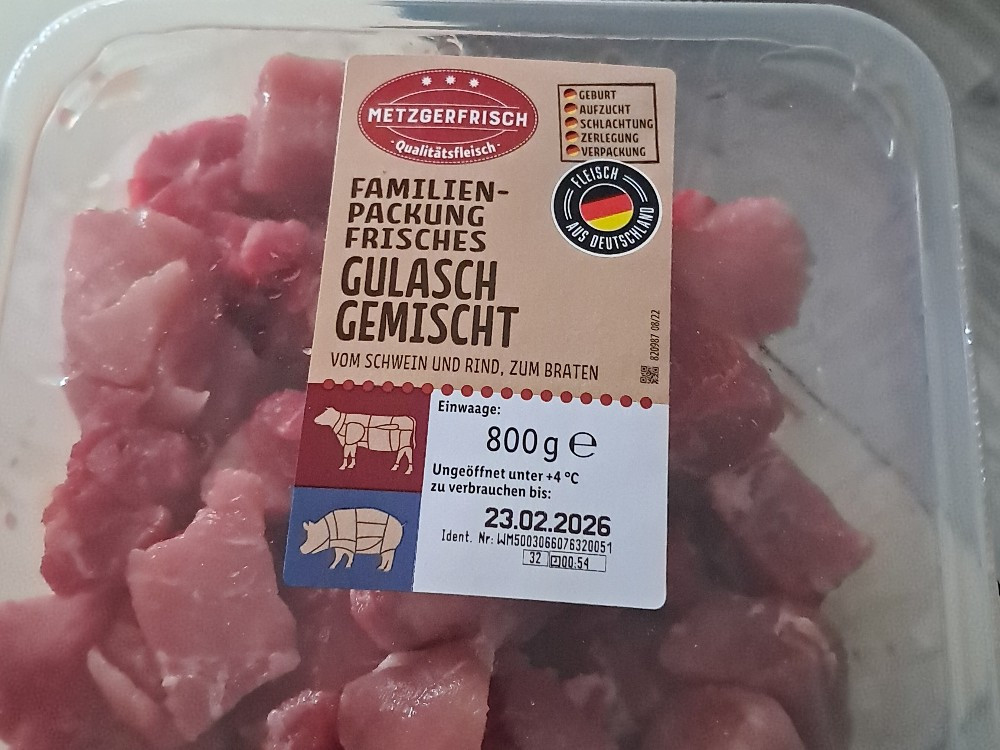 METZGERFRISCH
·Qualitätsfleisch·
GEBURT
AUFZUCHT
SCHLACHTUNG
ZERLEGUNG
VERPACKUNG
FLEISCH
AUS DEUTSCHLAND
FAMILIEN-
PACKUNG
FRISCHES
GULASCH
GEMISCHT
VOM SCHWEIN UND RIND, ZUM BRATEN
820987 08/22
Einwaage:
800 g ℮
Ungeöffnet unter +4 °C
zu verbrauchen bis:
23.02.2026
Ident. Nr: WM5003066076320051
32 00:54